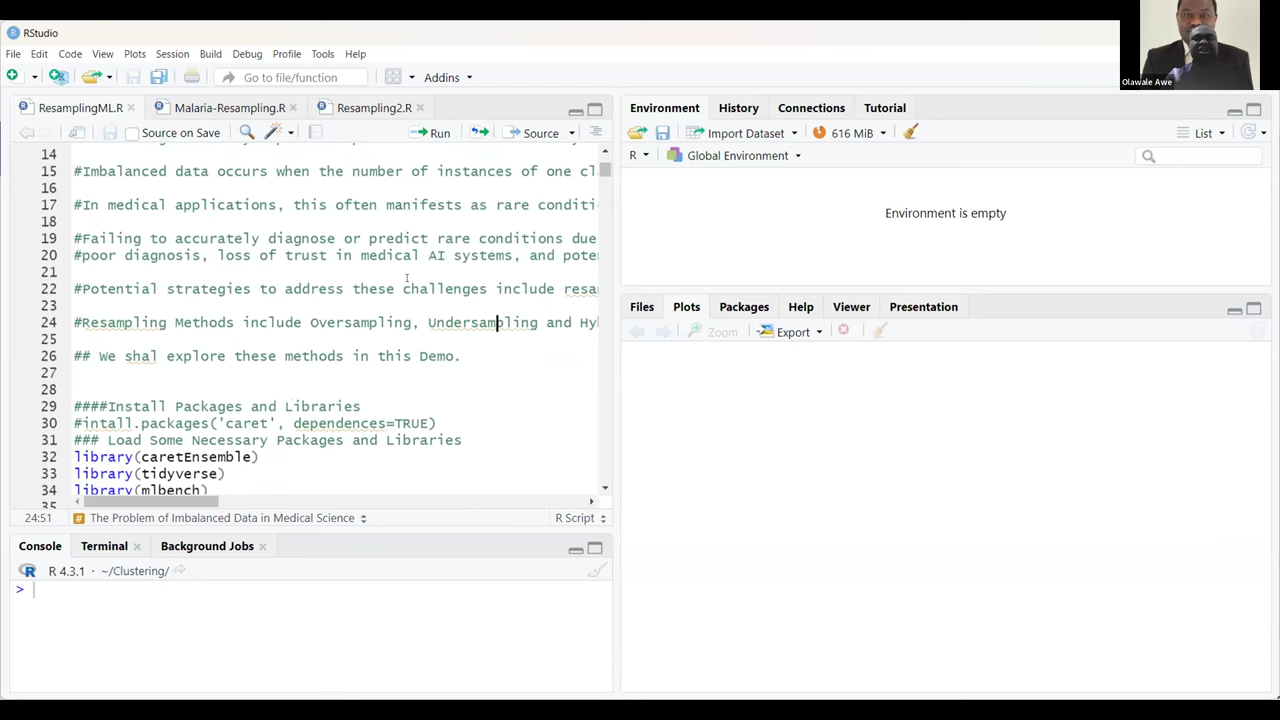 RStudio
File Edit Code View Plots Session Build Debug Profile Tools Help
Go to file/function Addins
Olawale Awe
ResamplingML.R Malaria-Resampling.R Resampling2.R
Source on Save Run Source
14
15 #Imbalanced data occurs when the number of instances of one cl
16
17 #In medical applications, this often manifests as rare conditi
18
19 #Failing to accurately diagnose or predict rare conditions due
20 #poor diagnosis, loss of trust in medical AI systems, and poten
21
22 #Potential strategies to address these challenges include resa
23
24 #Resampling Methods include Oversampling, Undersampling and Hy
25
26 ## We shal explore these methods in this Demo.
27
28
29 ####Install Packages and Libraries
30 #intall.packages('caret', dependences=TRUE)
31 ### Load Some Necessary Packages and Libraries
32 library(caretEnsemble)
33 library(tidyverse)
34 library(mlbench)
35
24:51 # The Problem of Imbalanced Data in Medical Science R Script
Console Terminal Background Jobs
R 4.3.1 · ~/Clustering/
>
Environment History Connections Tutorial
Import Dataset 616 MiB List
R Global Environment
Environment is empty
Files Plots Packages Help Viewer Presentation
Zoom Export